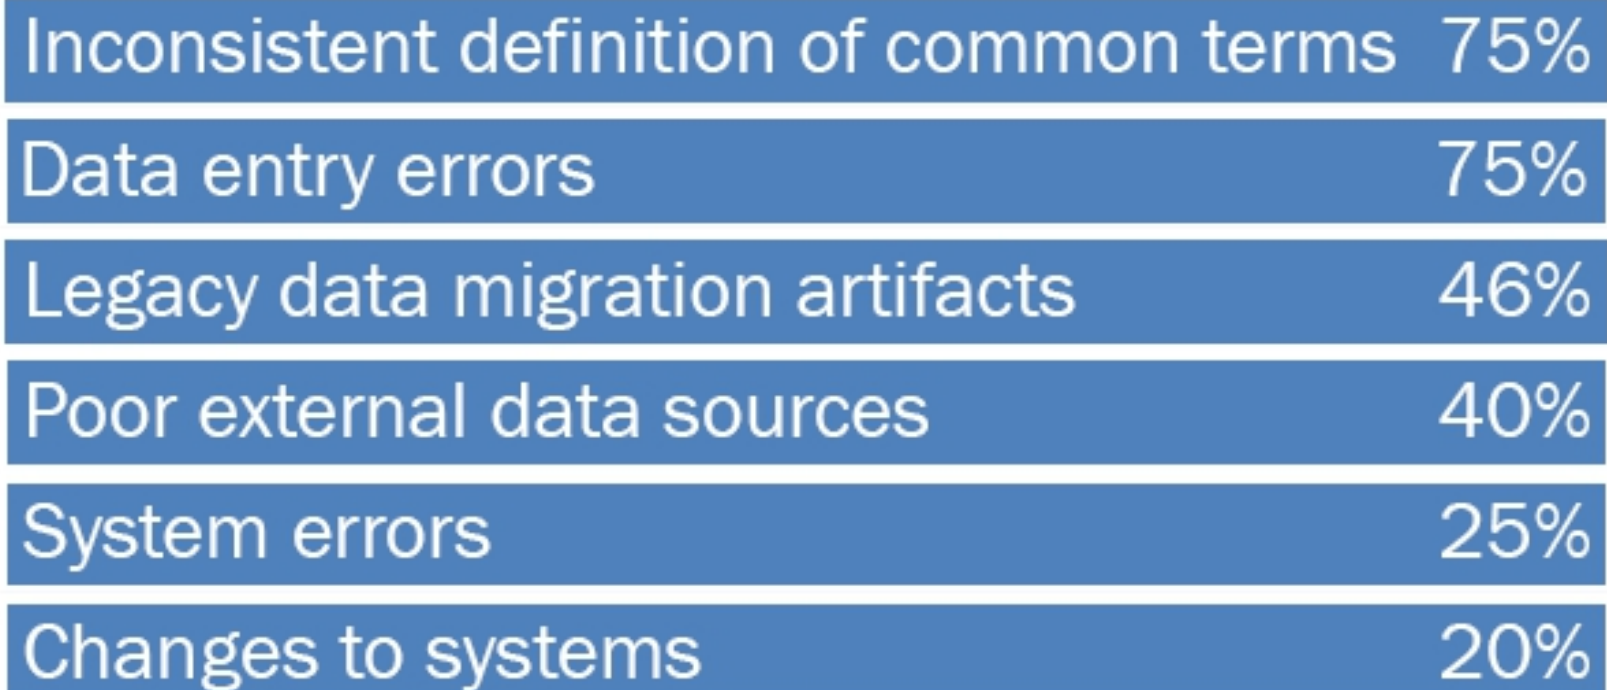 Inconsistent definition of common terms 75%
Data entry errors 75%
Legacy data migration artifacts 46%
Poor external data sources 40%
System errors 25%
Changes to systems 20%